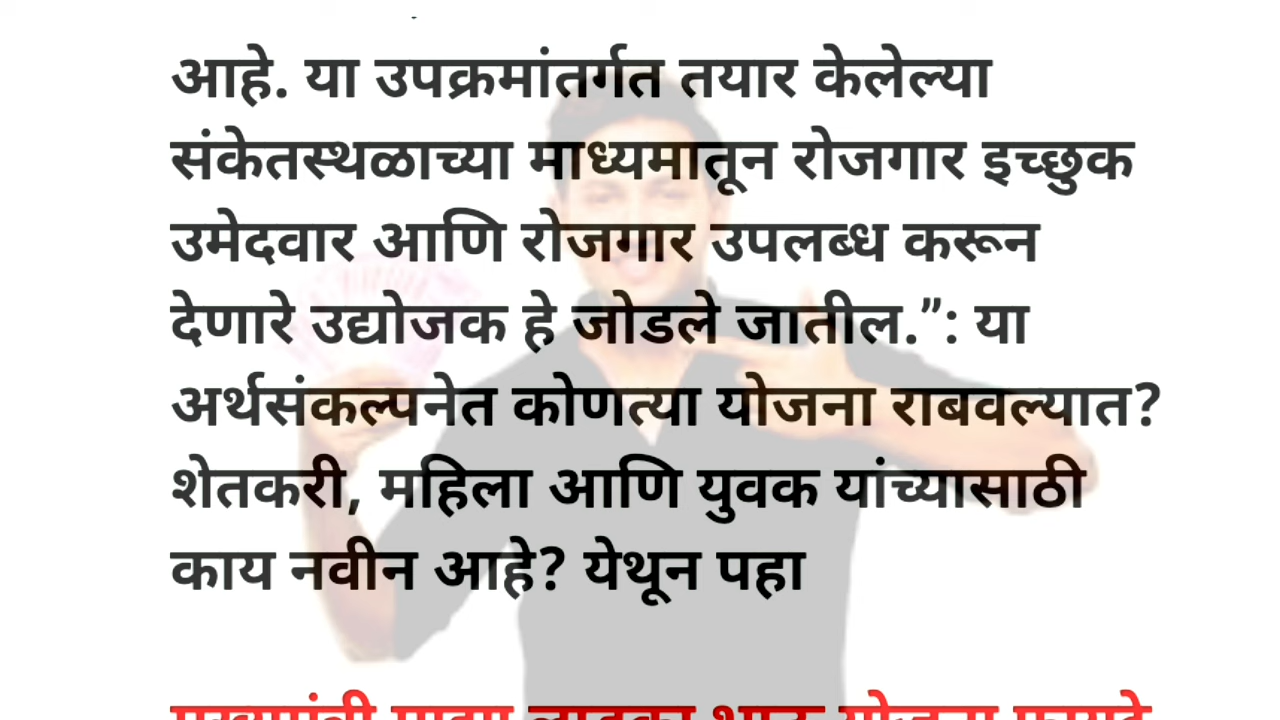 आहे. या उपक्रमांतर्गत तयार केलेल्या
संकेतस्थळाच्या माध्यमातून रोजगार इच्छुक
उमेदवार आणि रोजगार उपलब्ध करून
देणारे उद्योजक हे जोडले जातील.”: या
अर्थसंकल्पनेत कोणत्या योजना राबवल्यात?
शेतकरी, महिला आणि युवक यांच्यासाठी
काय नवीन आहे? येथून पहा